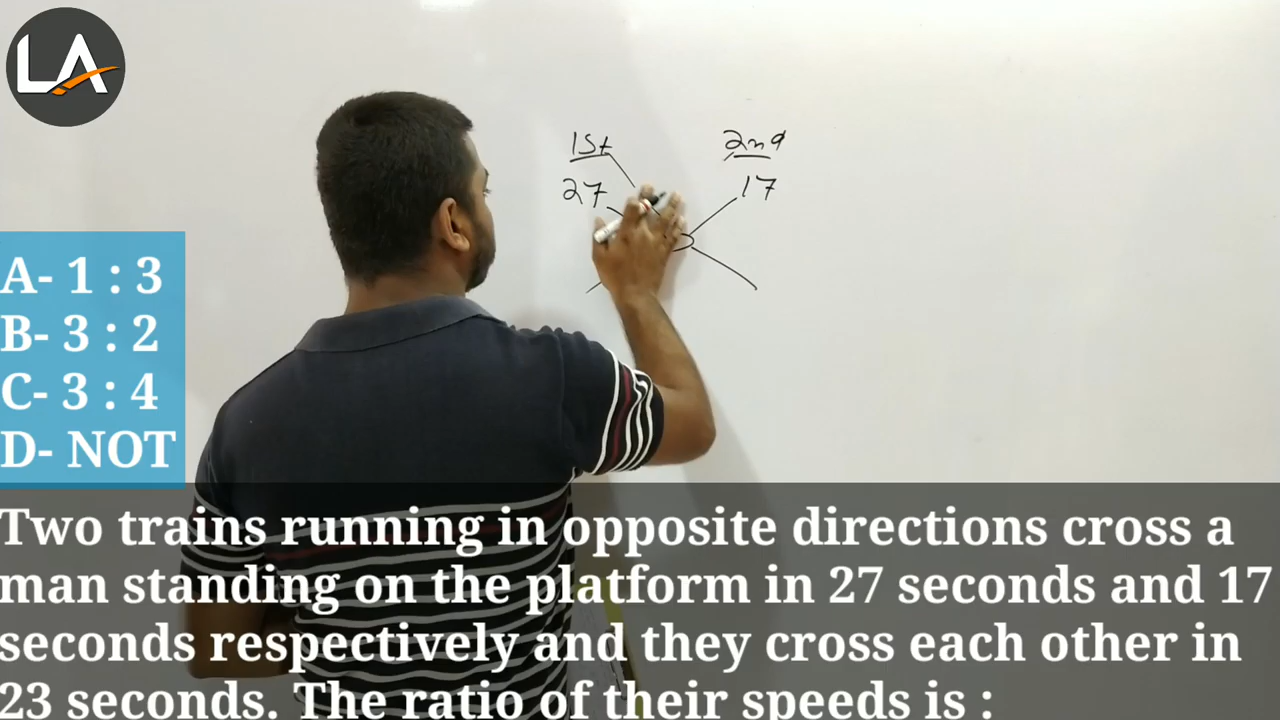 LA
1st 2nd
27 17
A- 1 : 3
B- 3 : 2
C- 3 : 4
D- NOT
Two trains running in opposite directions cross a
man standing on the platform in 27 seconds and 17
seconds respectively and they cross each other in
23 seconds. The ratio of their speeds is :